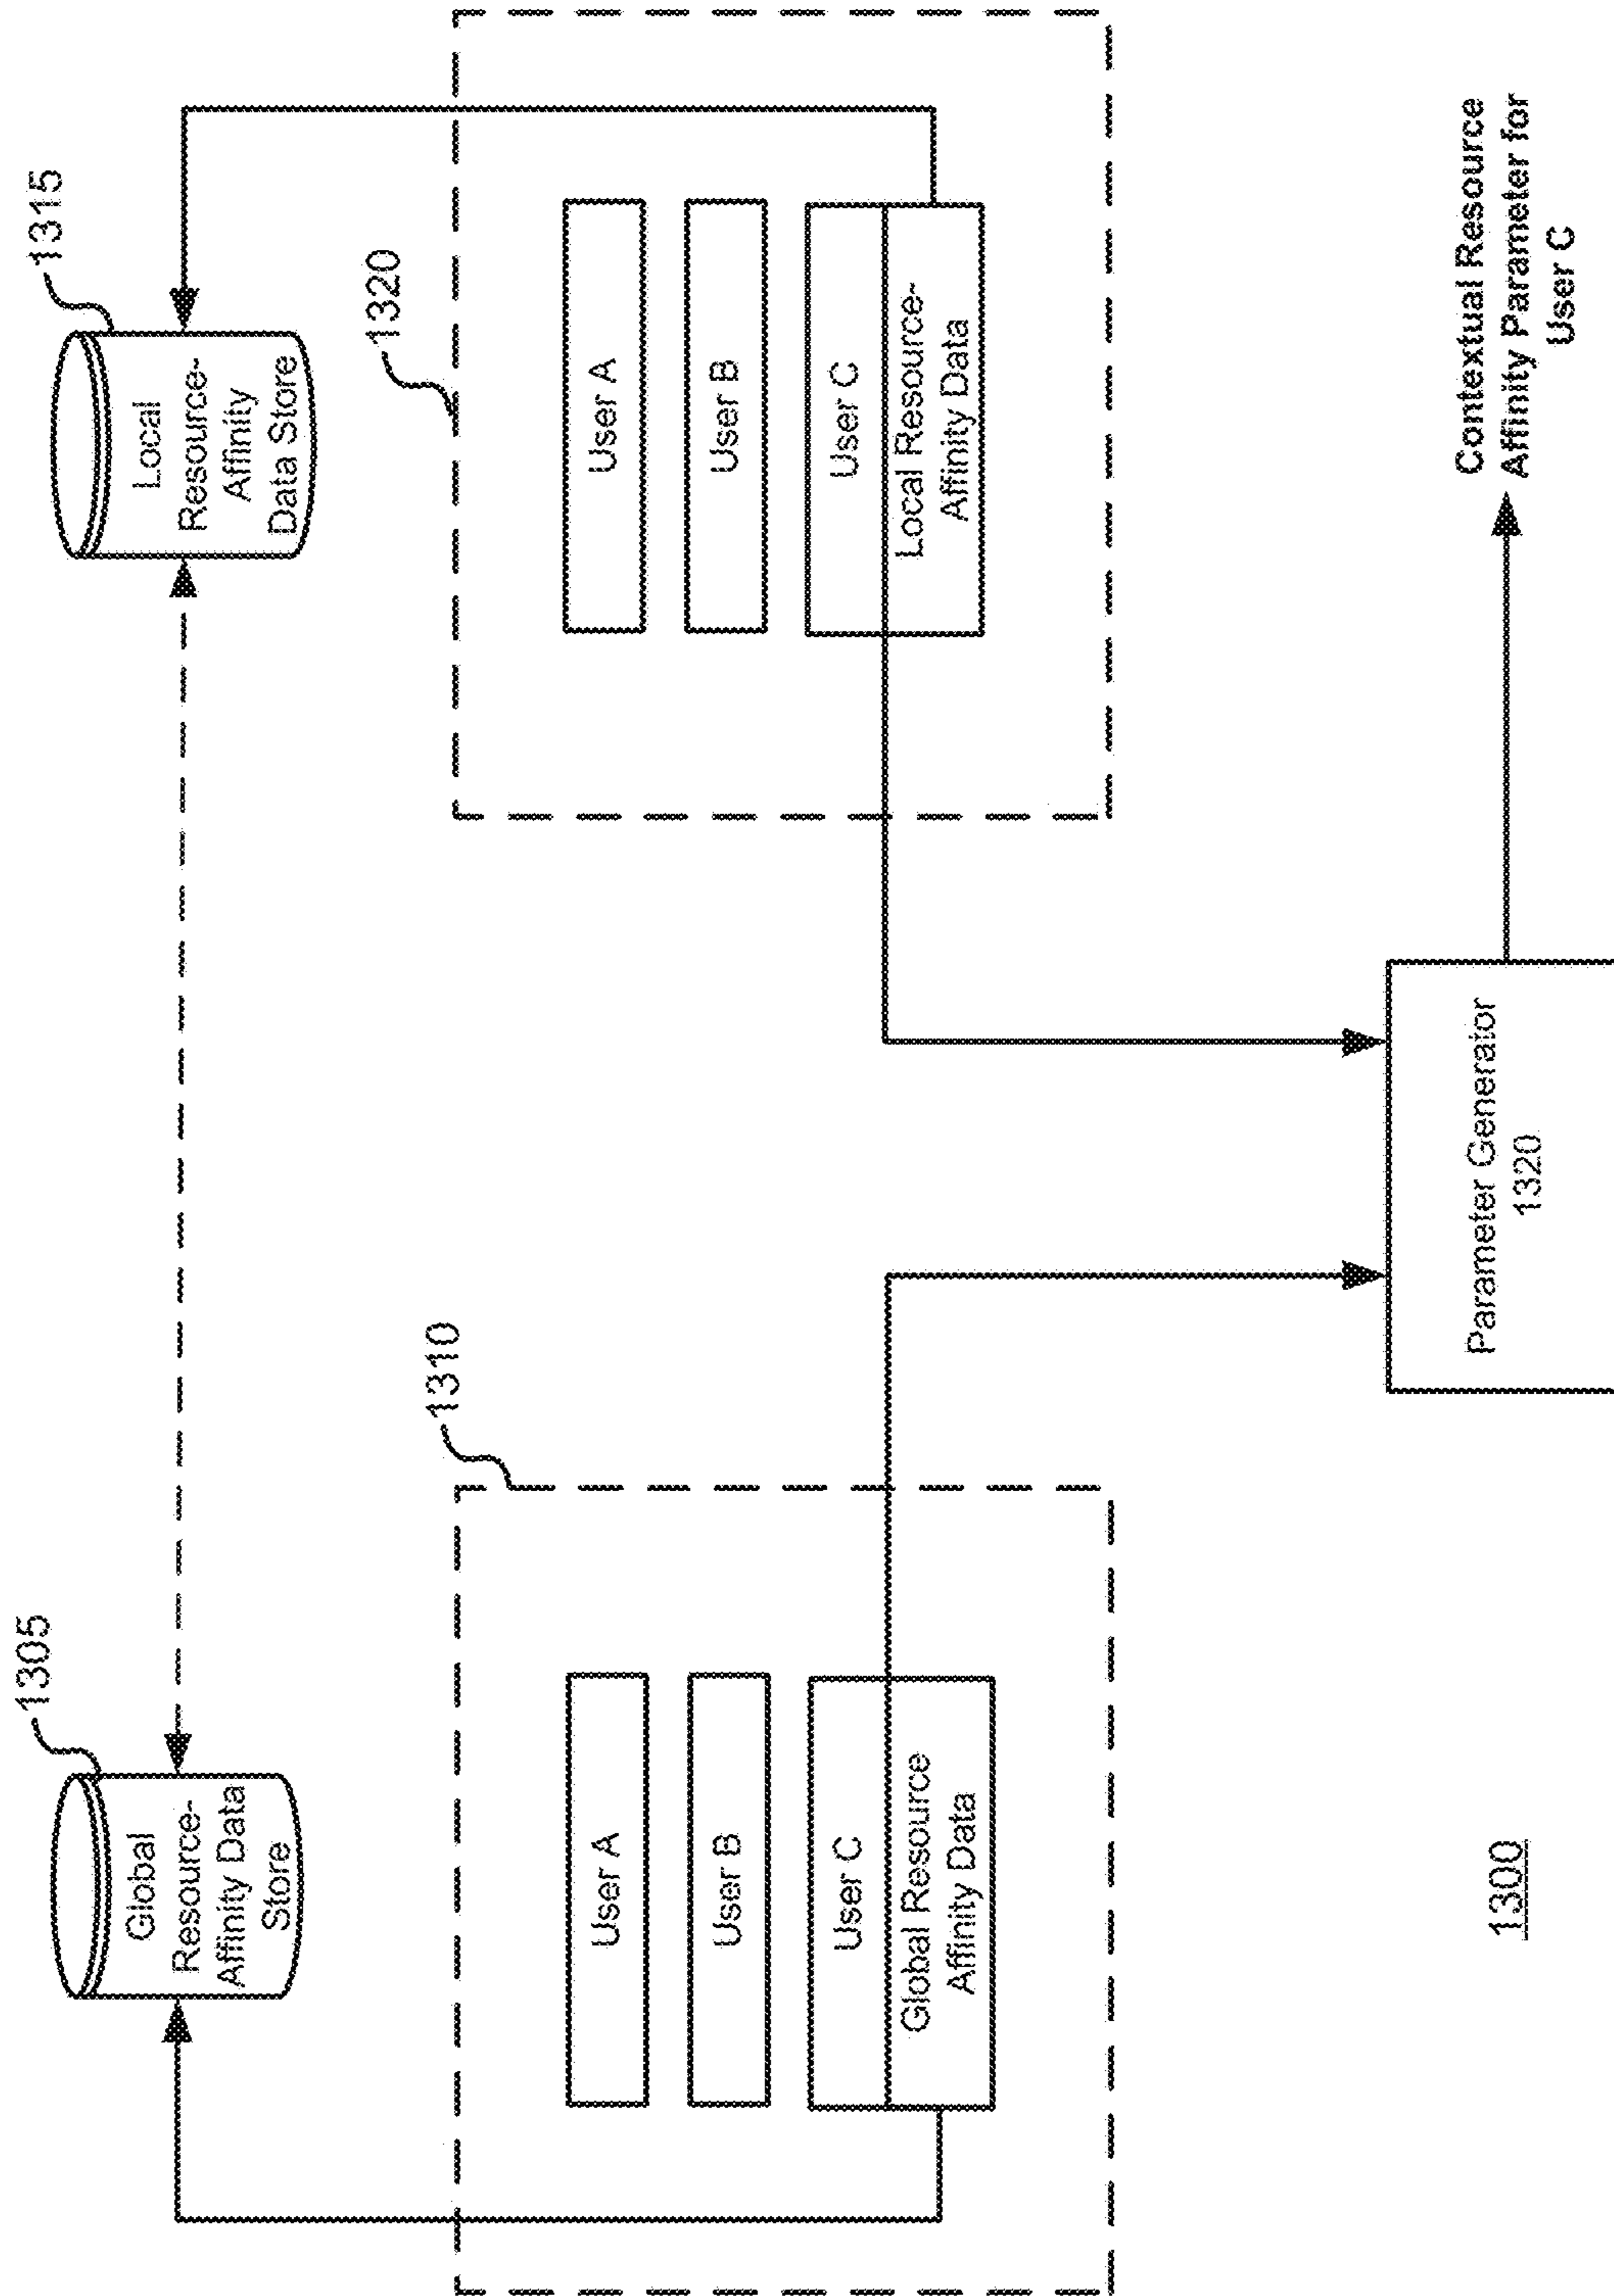 1305
Global
Resource-
Affinity Data
Store
1315
Local
Resource-
Affinity
Data Store
1310
User A
User B
User C
Global Resource
Affinity Data
1320
User A
User B
User C
Local Resource-
Affinity Data
Parameter Generator
1320
Contextual Resource
Affinity Parameter for
User C
1300